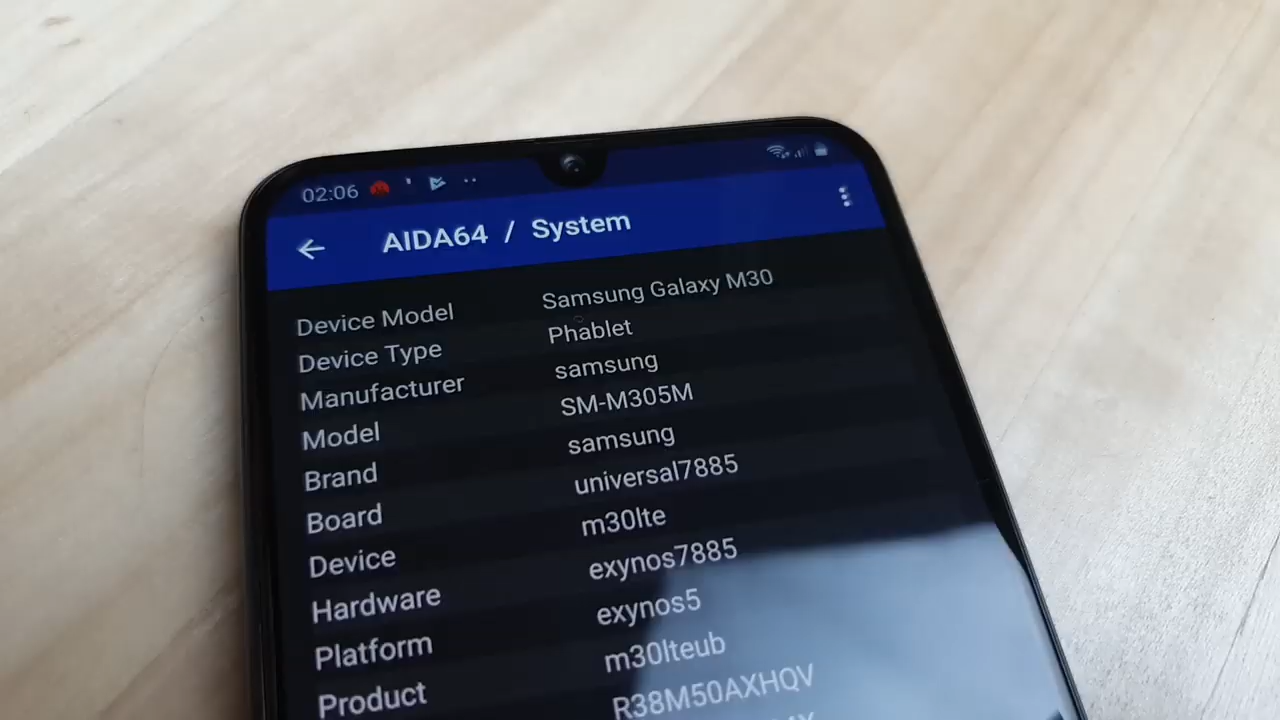 02:06
AIDA64 / System
Device Model Samsung Galaxy M30
Device Type Phablet
Manufacturer samsung
Model SM-M305M
Brand samsung
Board universal7885
Device m30lte
Hardware exynos7885
Platform exynos5
Product m30lteub
R38M50AXHQV